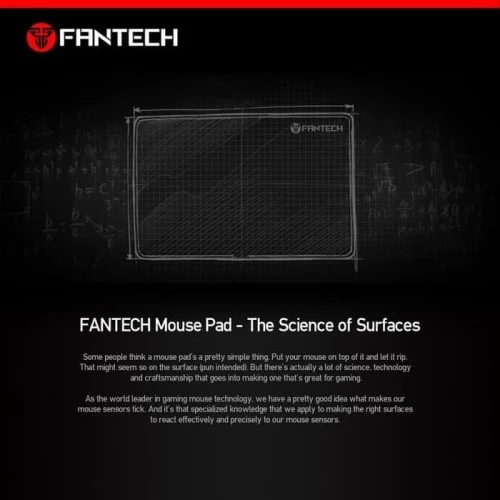 FANTECH
FANTECH
FANTECH Mouse Pad - The Science of Surfaces
Some people think a mouse pad's a pretty simple thing. Put your mouse on top of it and let it rip.
That might seem so on the surface (pun intended). But there's actually a lot of science, technology
and craftsmanship that goes into making one that's great for gaming.
As the world leader in gaming mouse technology, we have a pretty good idea what makes our
mouse sensors tick. And it's that specialized knowledge that we apply to making the right surfaces
to react effectively and precisely to our mouse sensors.